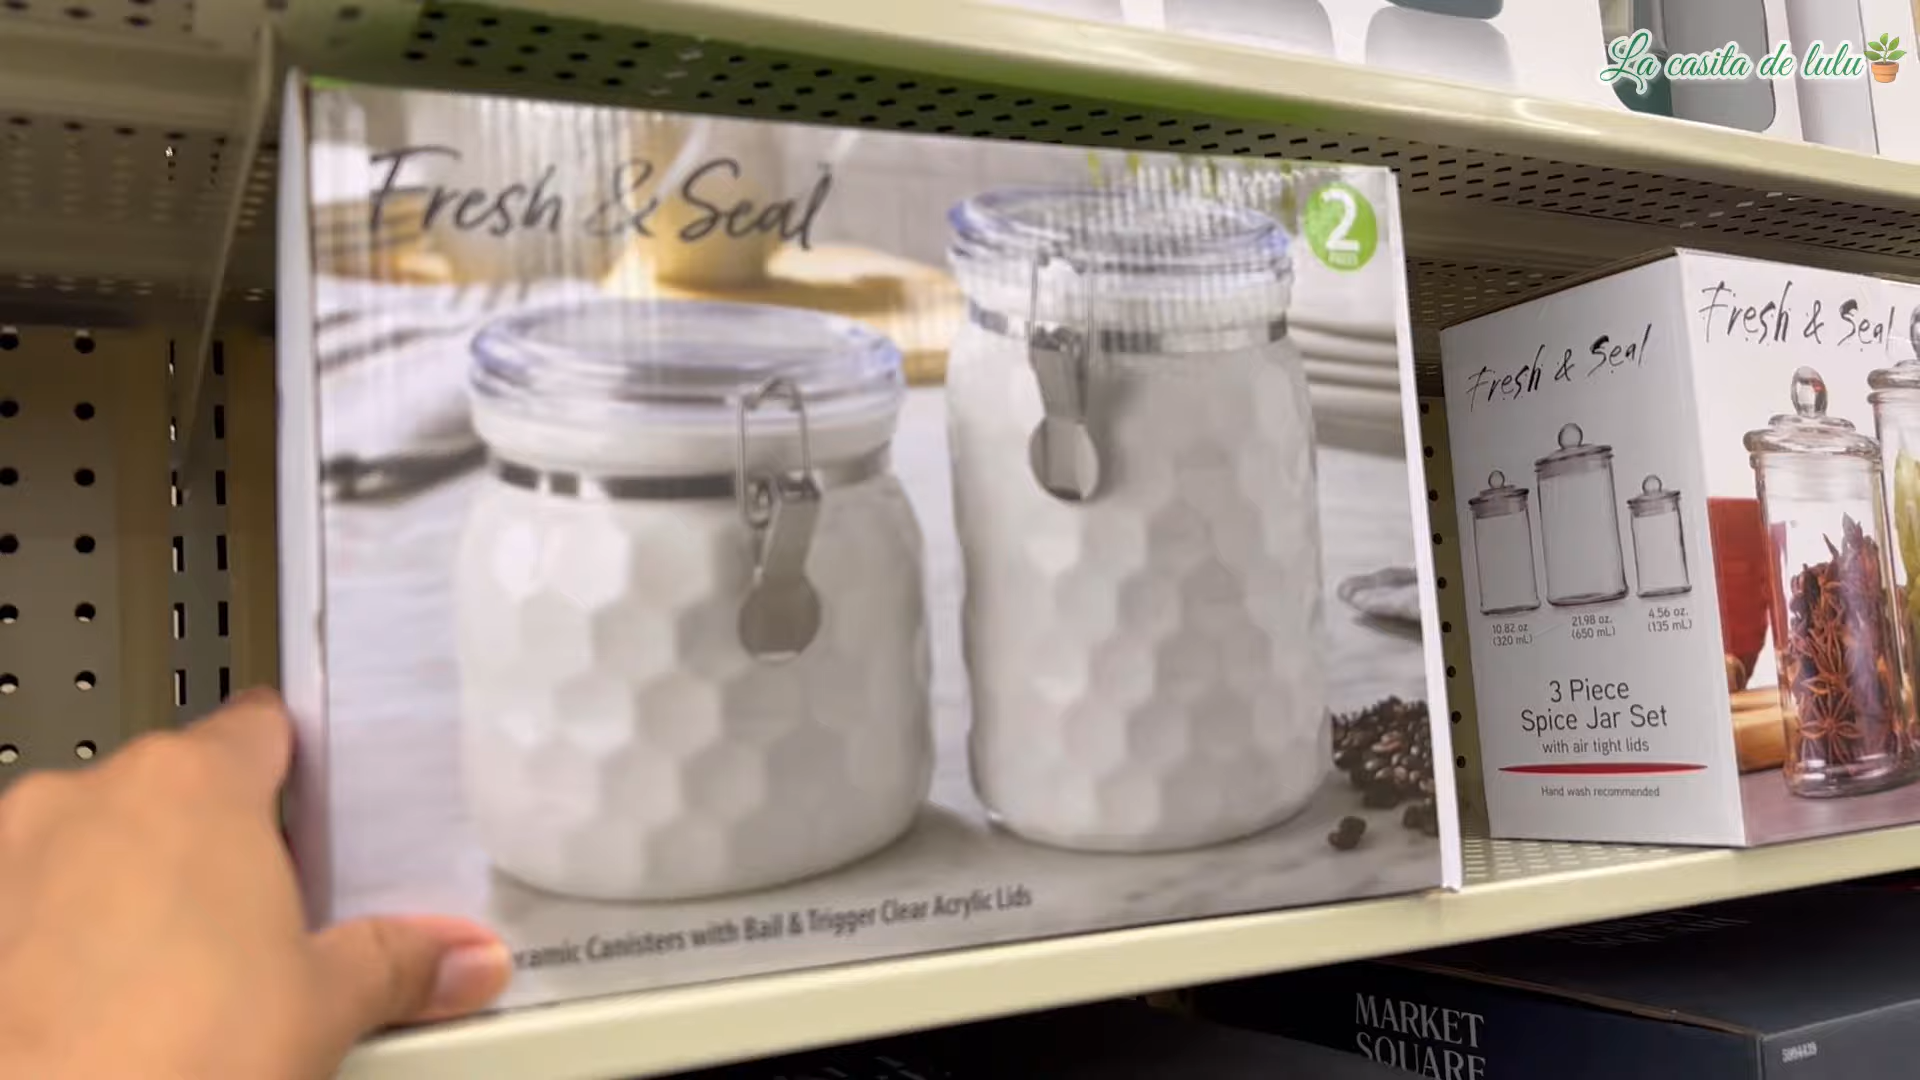 La casita de lulu
Fresh & Seal
2
Canisters with Bail & Trigger Clear Acrylic Lids
Fresh & Seal
10.82 oz.
(320 mL)
21.98 oz.
(650 mL)
4.56 oz.
(135 mL)
3 Piece
Spice Jar Set
with air tight lids
Hand wash recommended
Fresh & Seal
MARKET
SQUARE